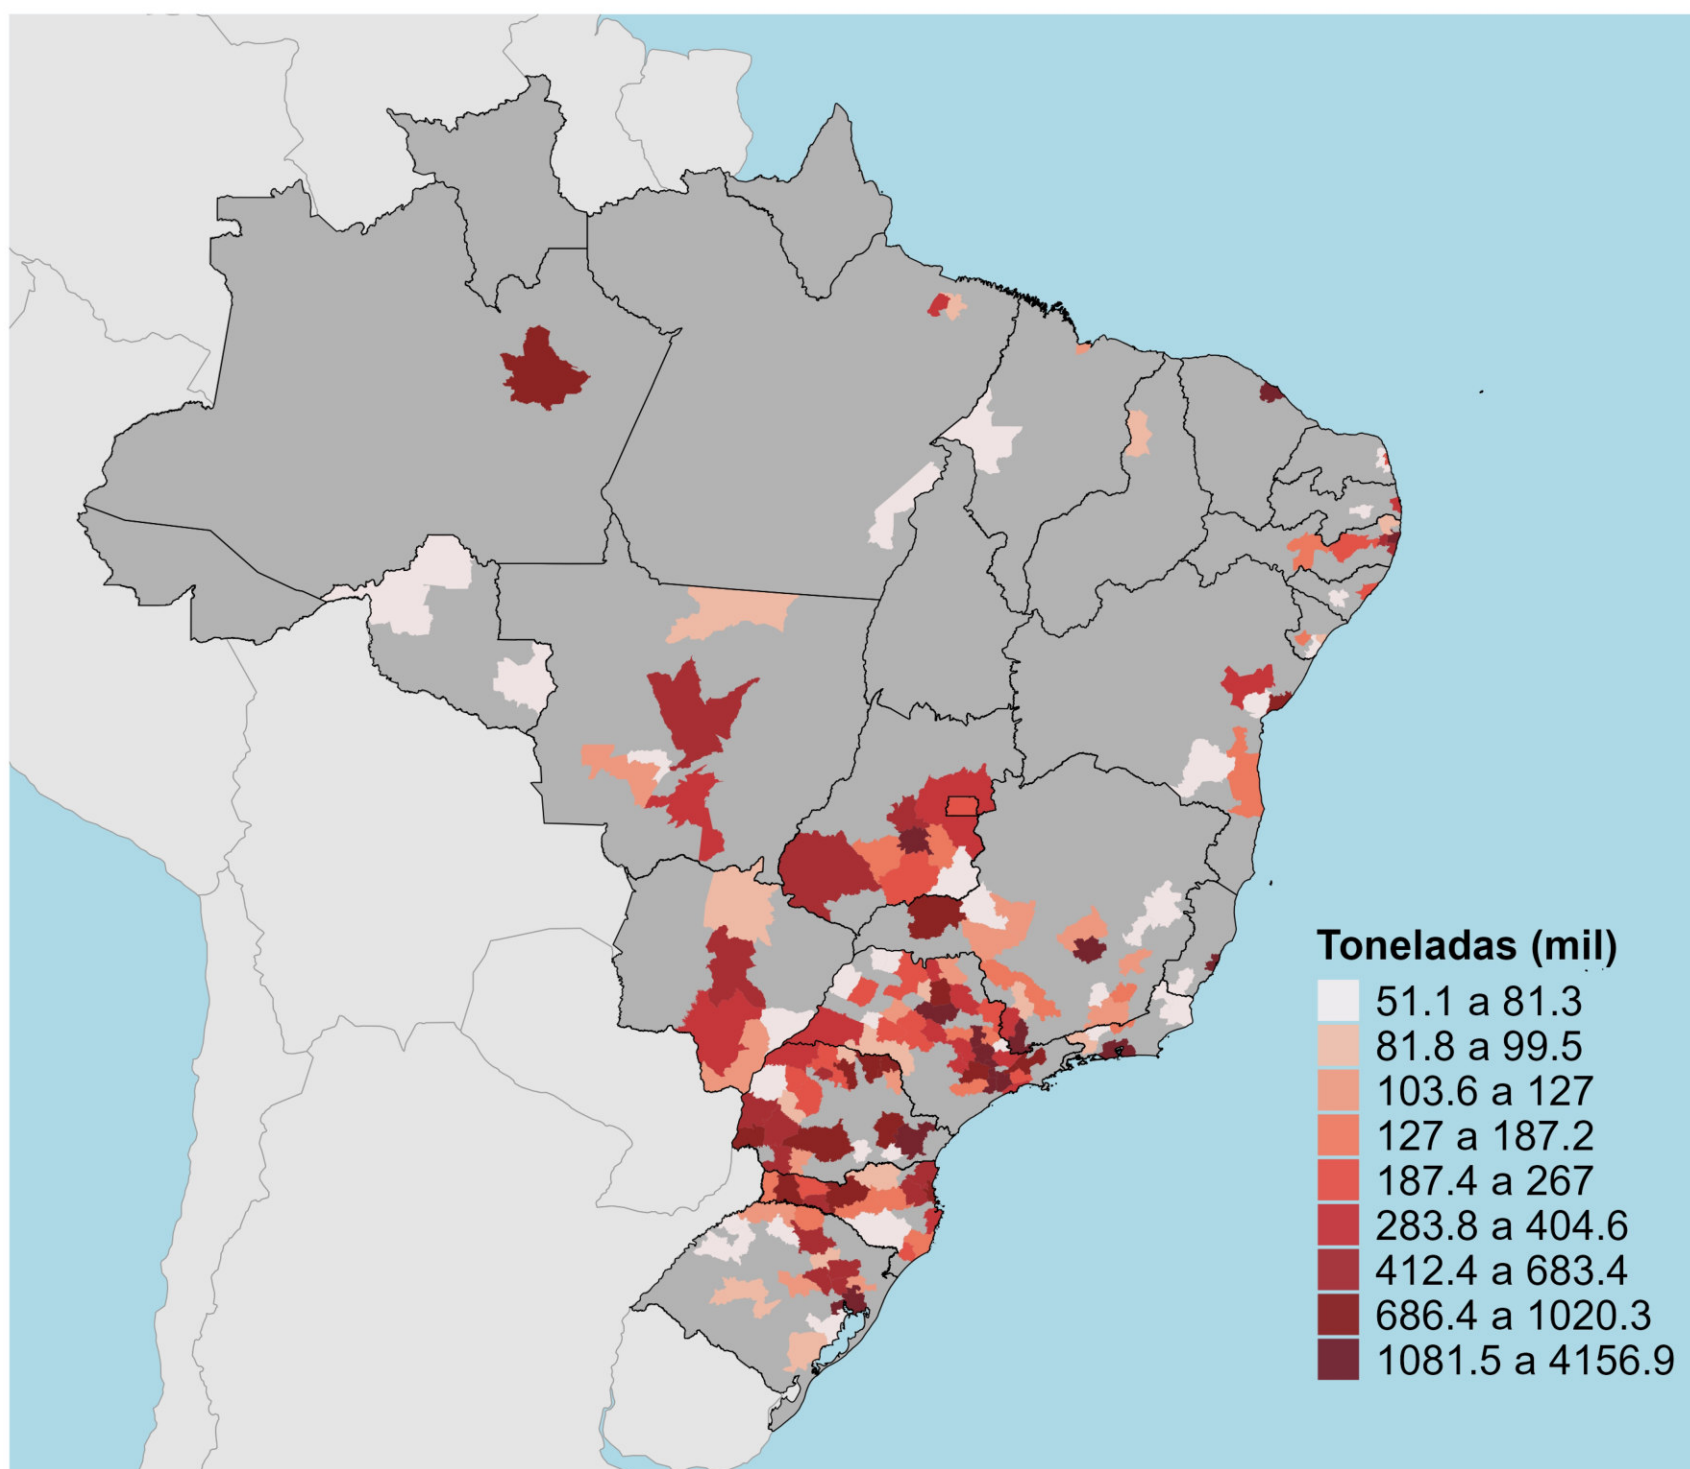 Toneladas (mil)
51.1 a 81.3
81.8 a 99.5
103.6 a 127
127 a 187.2
187.4 a 267
283.8 a 404.6
412.4 a 683.4
686.4 a 1020.3
1081.5 a 4156.9